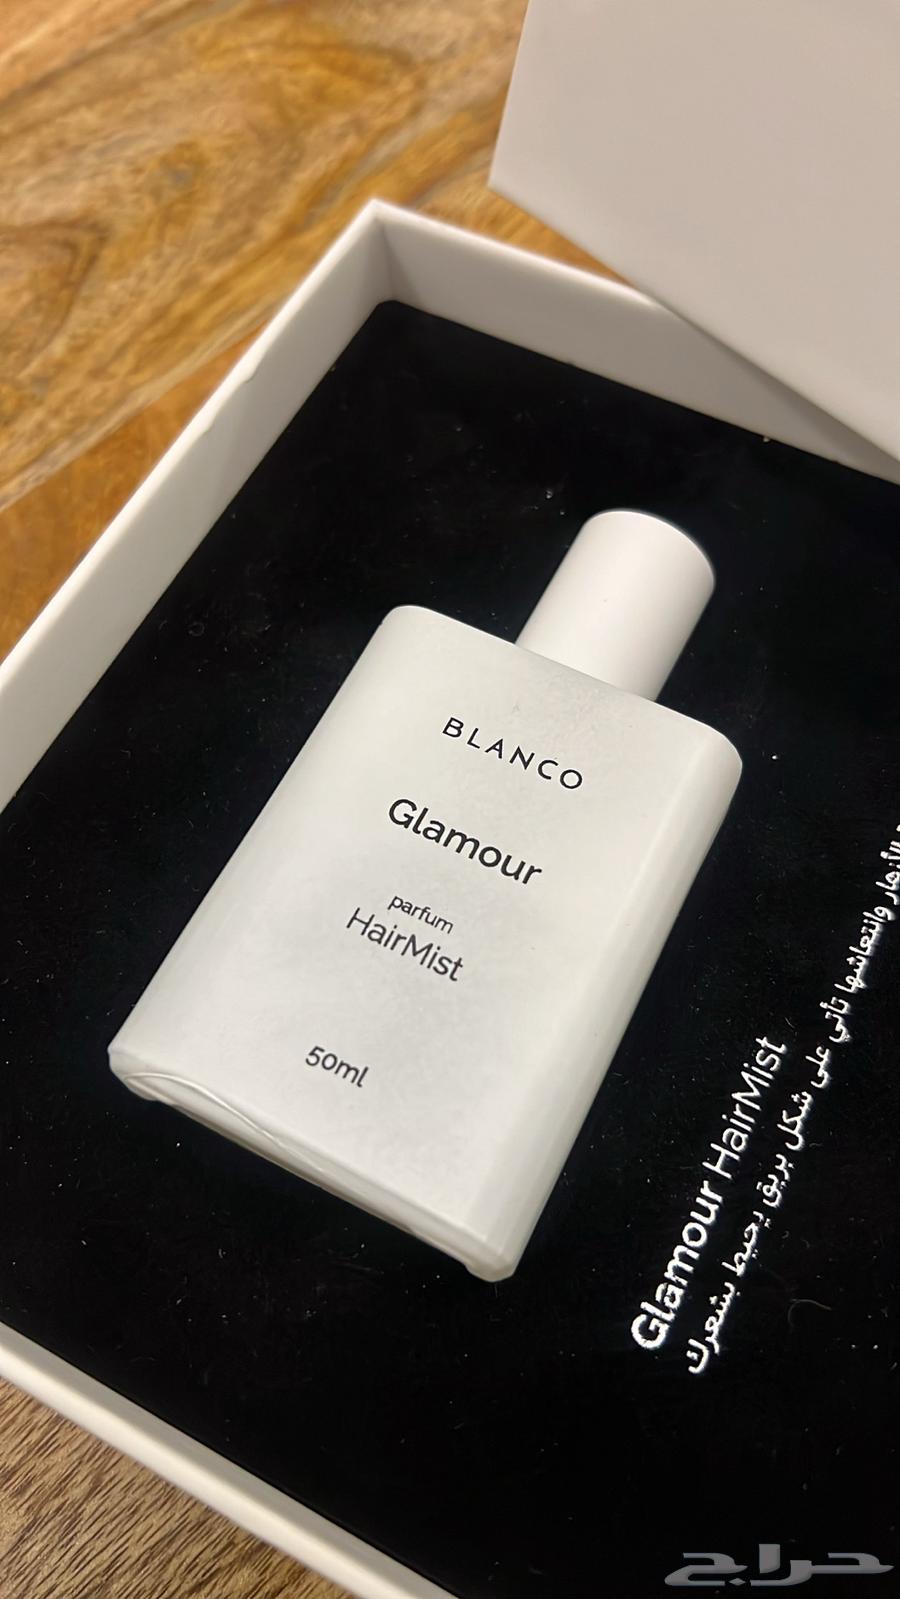 BLANCO
Glamour
parfum
HairMist
50ml
Glamour HairMist
الأزهار وانتعاشها تأتي على شكل بريق يحيط بشعرك
حراج